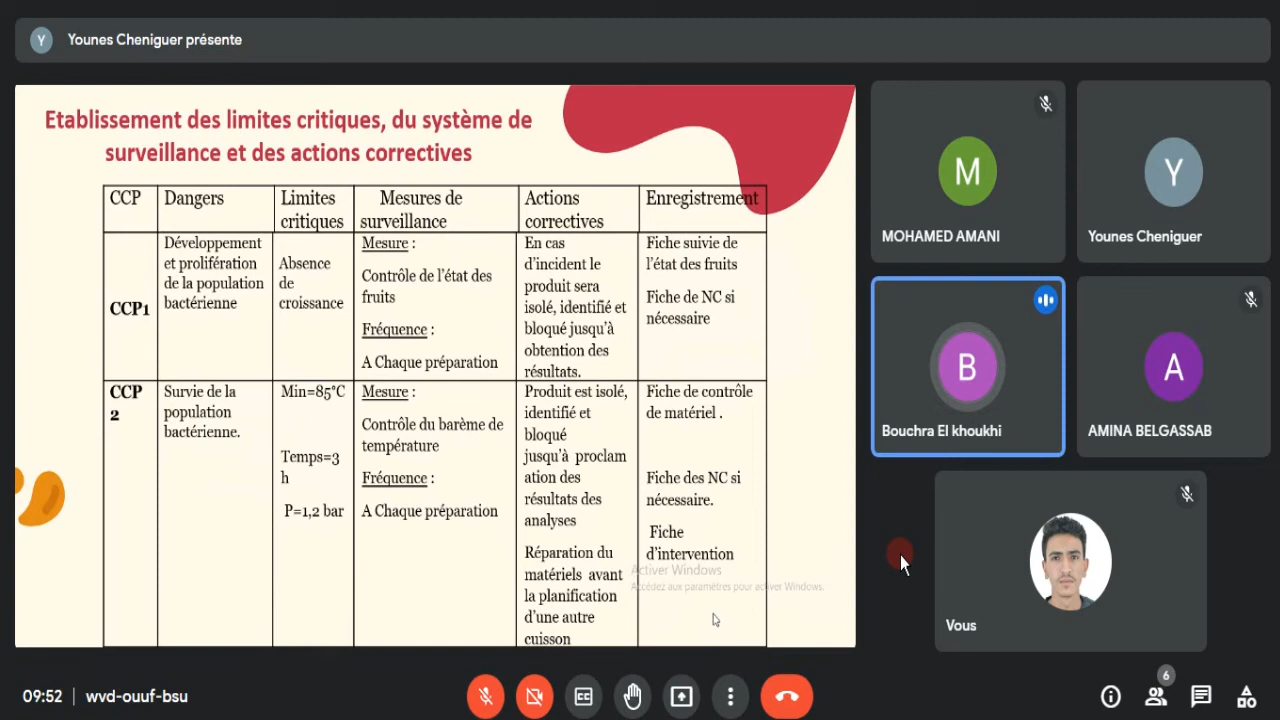 Y
Younes Cheniguer présente
Etablissement des limites critiques, du système de
surveillance et des actions correctives
CCP
Dangers
Limites
critiques
Mesures de
surveillance
Actions
correctives
Enregistrement
CCP1
Développement
et prolifération
de la population
bactérienne
Absence
de
croissance
Mesure :
Contrôle de l'état des
fruits
Fréquence :
A Chaque préparation
En cas
d'incident le
produit sera
isolé, identifié et
bloqué jusqu'à
obtention des
résultats.
Fiche suivie de
l'état des fruits
Fiche de NC si
nécessaire
CCP
2
Survie de la
population
bactérienne.
Min=85°C
Temps=3
h
P=1,2 bar
Mesure :
Contrôle du barème de
température
Fréquence :
A Chaque préparation
Produit est isolé,
identifié et
bloqué
jusqu'à proclam
ation des
résultats des
analyses
Réparation du
matériels avant
la planification
d'une autre
cuisson
Fiche de contrôle
de matériel .
Fiche des NC si
nécessaire.
Fiche
d'intervention
Activer Windows
Accédez aux paramètres pour activer Windows.
M
MOHAMED AMANI
Y
Younes Cheniguer
B
Bouchra El khoukhi
A
AMINA BELGASSAB
Vous
09:52 | wvd-ouuf-bsu
CC
6